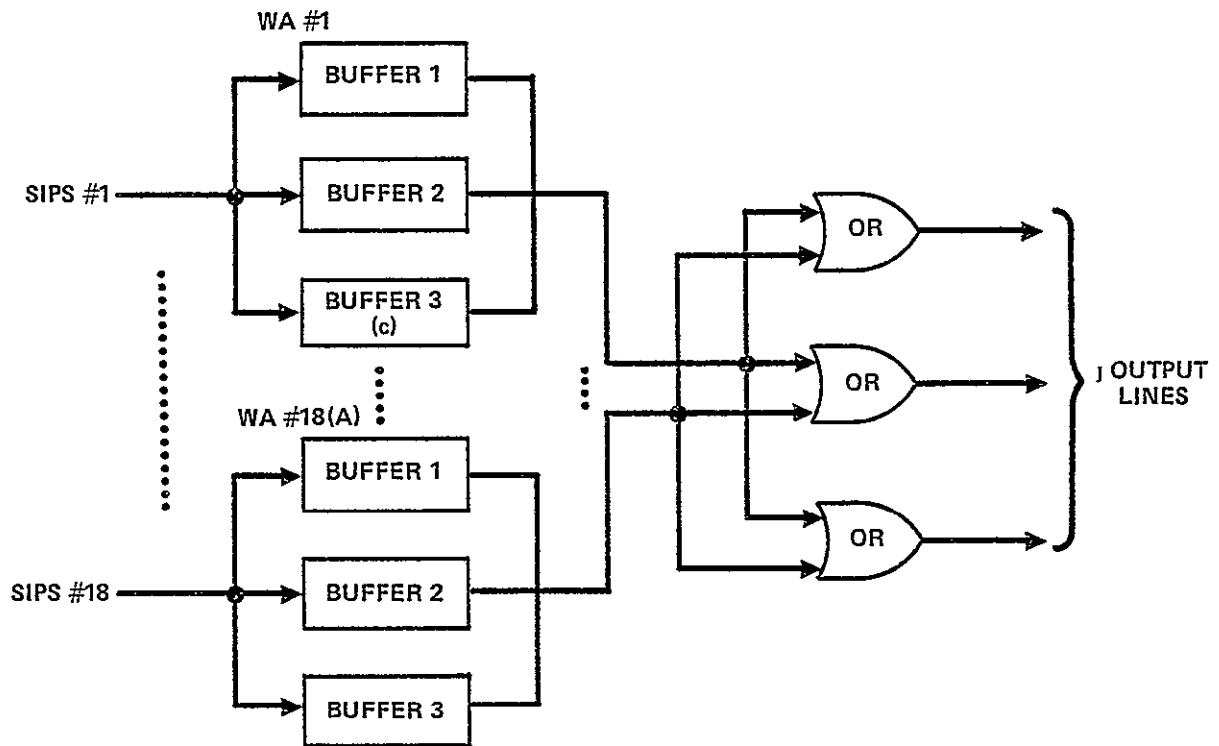 WA #1
BUFFER 1
SIPS #1
BUFFER 2
BUFFER 3
(c)
WA #18(A)
BUFFER 1
SIPS #18
BUFFER 2
BUFFER 3
OR
OR
OR
J OUTPUT
LINES